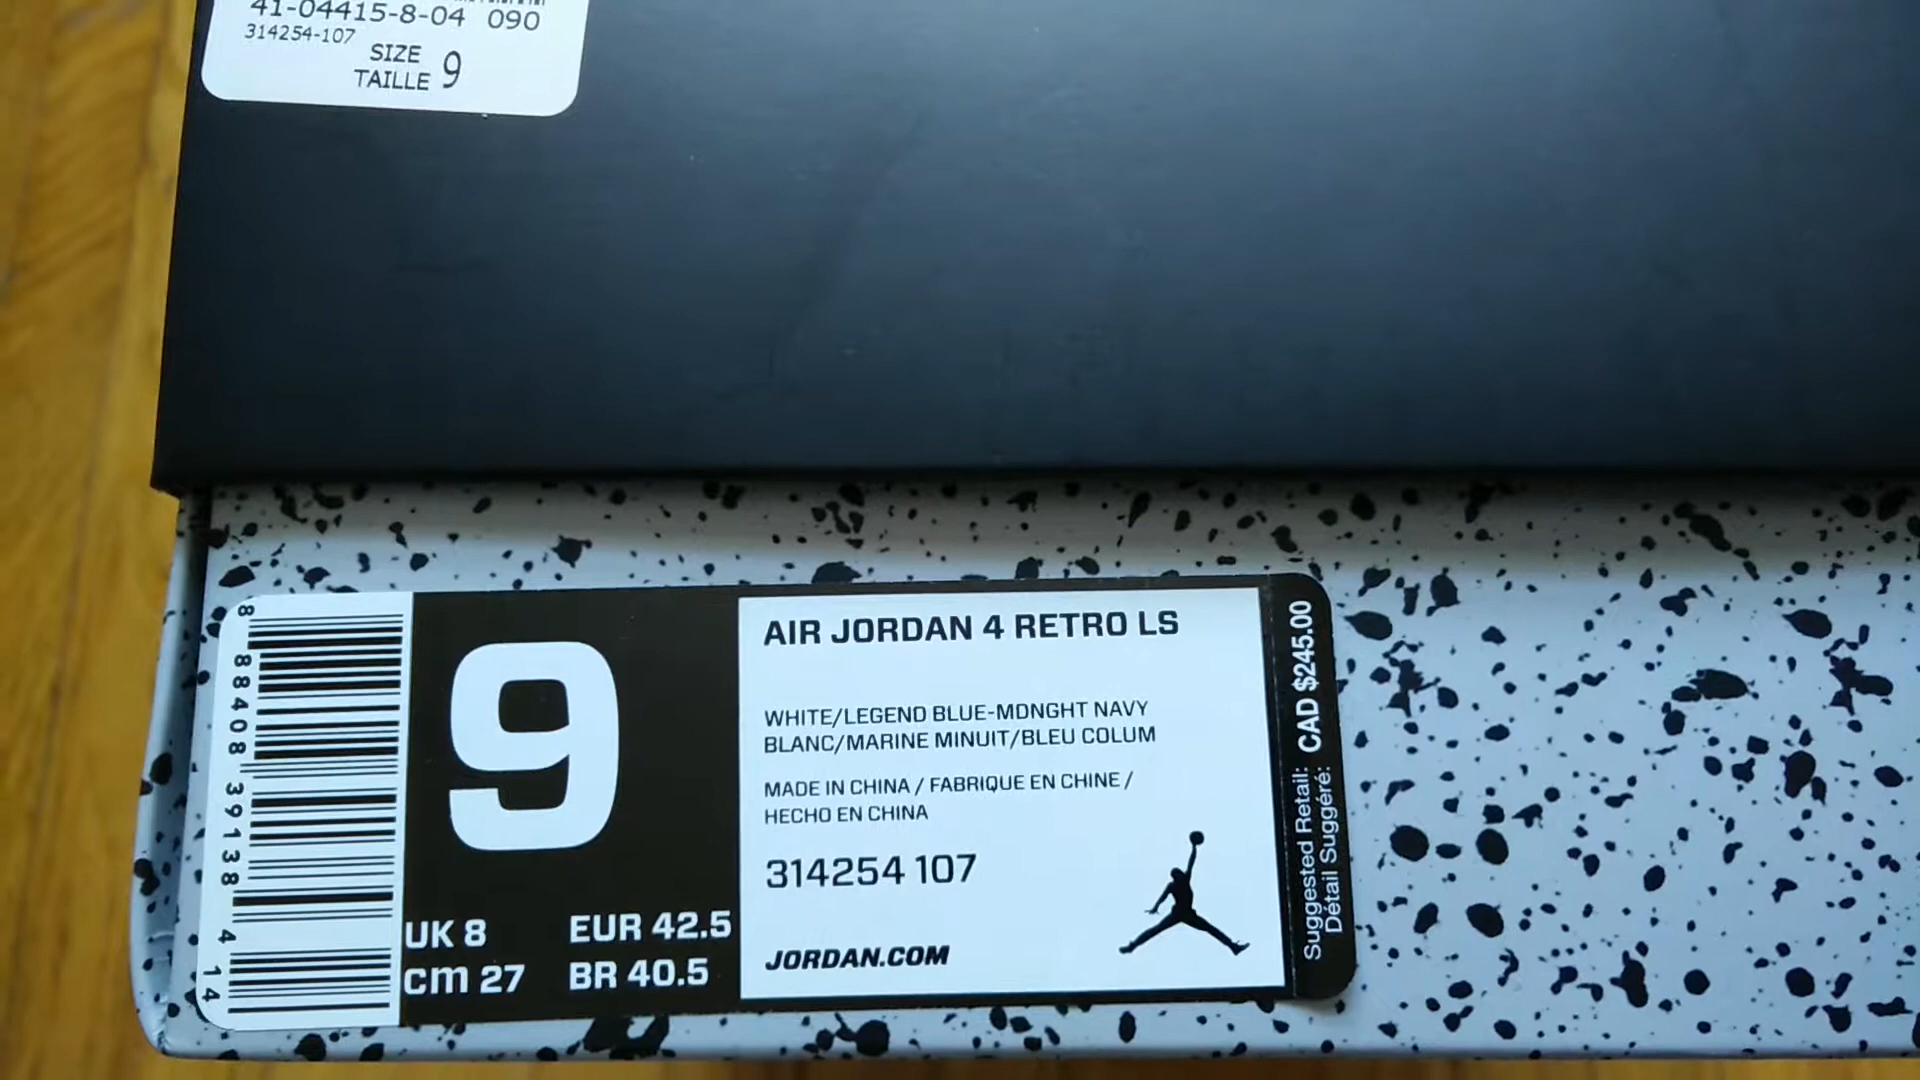 41-04415-8-04 090
314254-107
SIZE
TAILLE 9
8 88408 39138 4 14
9
UK 8 EUR 42.5
cm 27 BR 40.5
AIR JORDAN 4 RETRO LS
WHITE/LEGEND BLUE-MDNGHT NAVY
BLANC/MARINE MINUIT/BLEU COLUM
MADE IN CHINA / FABRIQUE EN CHINE /
HECHO EN CHINA
314254 107
JORDAN.COM
Suggested Retail: CAD $245.00
Détail Suggéré: